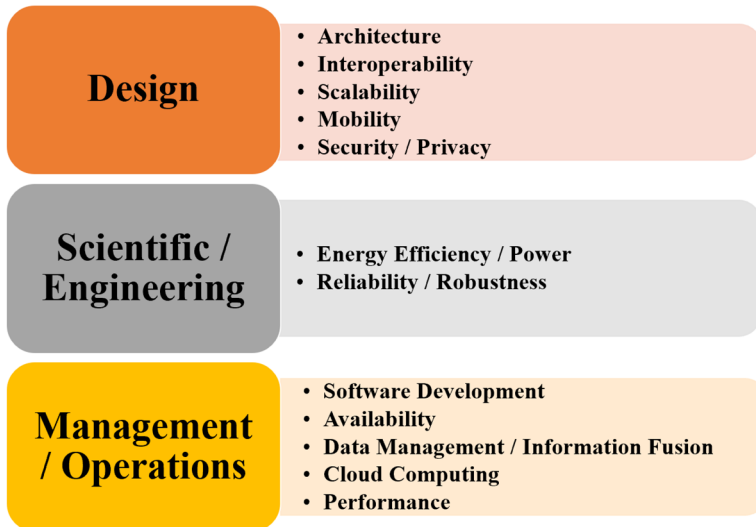 Design
• Architecture
• Interoperability
• Scalability
• Mobility
• Security / Privacy
Scientific /
Engineering
• Energy Efficiency / Power
• Reliability / Robustness
Management
/ Operations
• Software Development
• Availability
• Data Management / Information Fusion
• Cloud Computing
• Performance